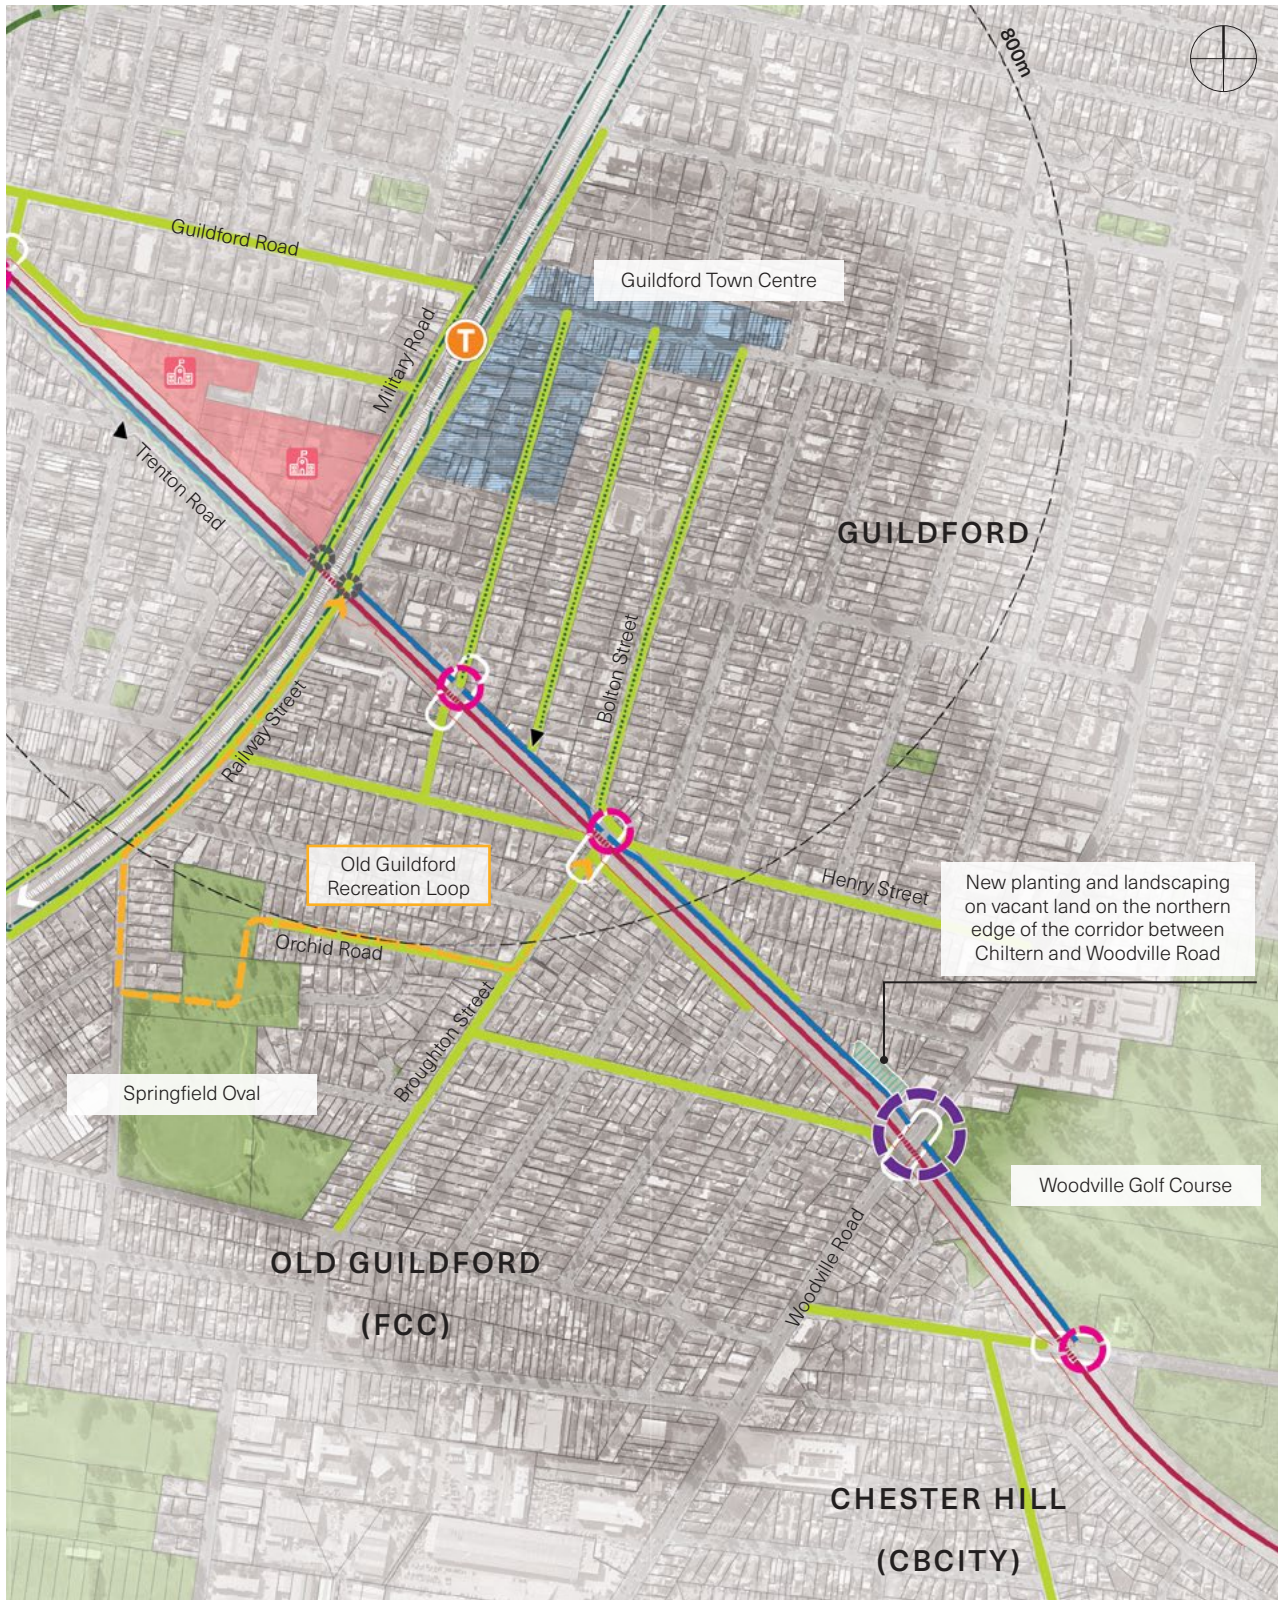 800m
Guildford Road
Guildford Town Centre
Military Road
T
Trenton Road
GUILDFORD
Bolton Street
Railway Street
Old Guildford
Recreation Loop
Henry Street
New planting and landscaping
on vacant land on the northern
edge of the corridor between
Chiltern and Woodville Road
Orchid Road
Broughton Street
Springfield Oval
Woodville Golf Course
Woodville Road
OLD GUILDFORD
(FCC)
CHESTER HILL
(CBCITY)